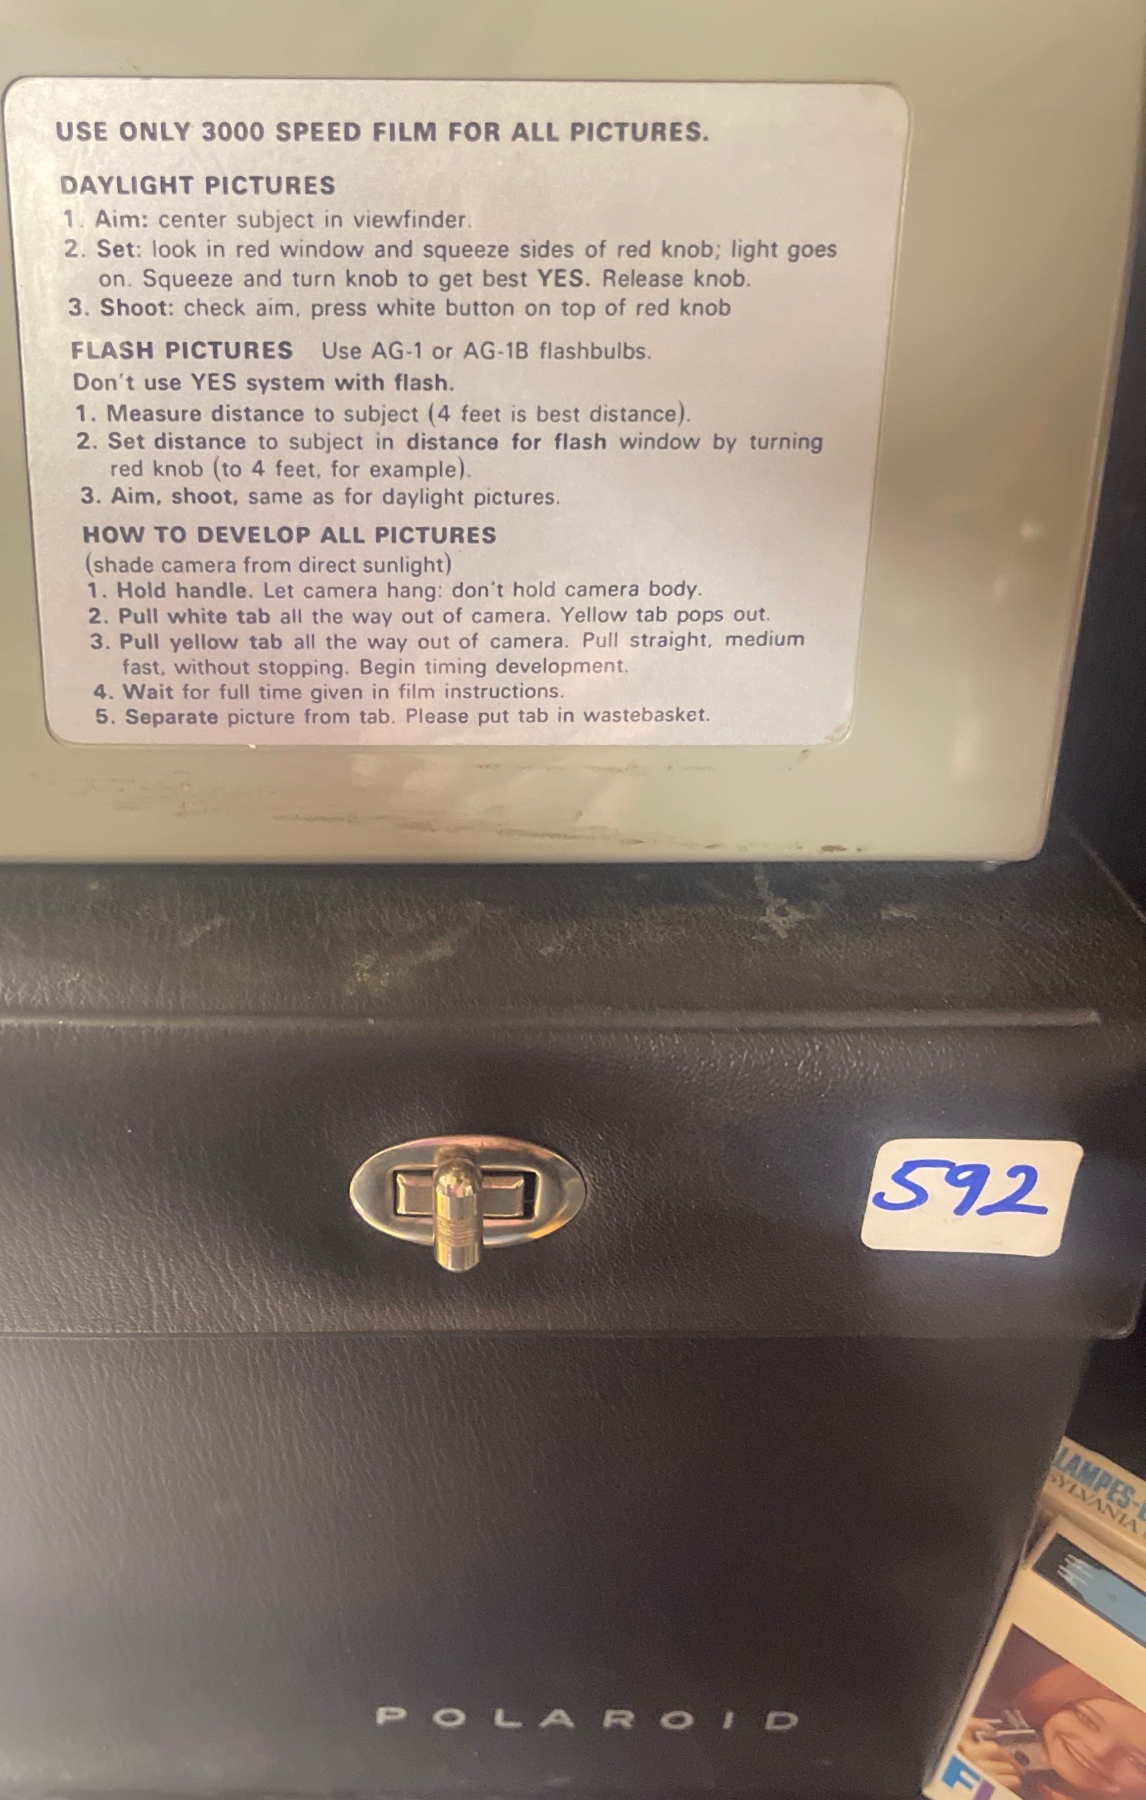 USE ONLY 3000 SPEED FILM FOR ALL PICTURES.
DAYLIGHT PICTURES
1. Aim: center subject in viewfinder.
2. Set: look in red window and squeeze sides of red knob; light goes
on. Squeeze and turn knob to get best YES. Release knob.
3. Shoot: check aim, press white button on top of red knob
FLASH PICTURES Use AG-1 or AG-1B flashbulbs.
Don't use YES system with flash.
1. Measure distance to subject (4 feet is best distance).
2. Set distance to subject in distance for flash window by turning
red knob (to 4 feet, for example).
3. Aim, shoot, same as for daylight pictures.
HOW TO DEVELOP ALL PICTURES
(shade camera from direct sunlight)
1. Hold handle. Let camera hang: don't hold camera body.
2. Pull white tab all the way out of camera. Yellow tab pops out.
3. Pull yellow tab all the way out of camera. Pull straight, medium
fast, without stopping. Begin timing development.
4. Wait for full time given in film instructions.
5. Separate picture from tab. Please put tab in wastebasket.
592
LAMPES-
SYLVANIA
POLAROID